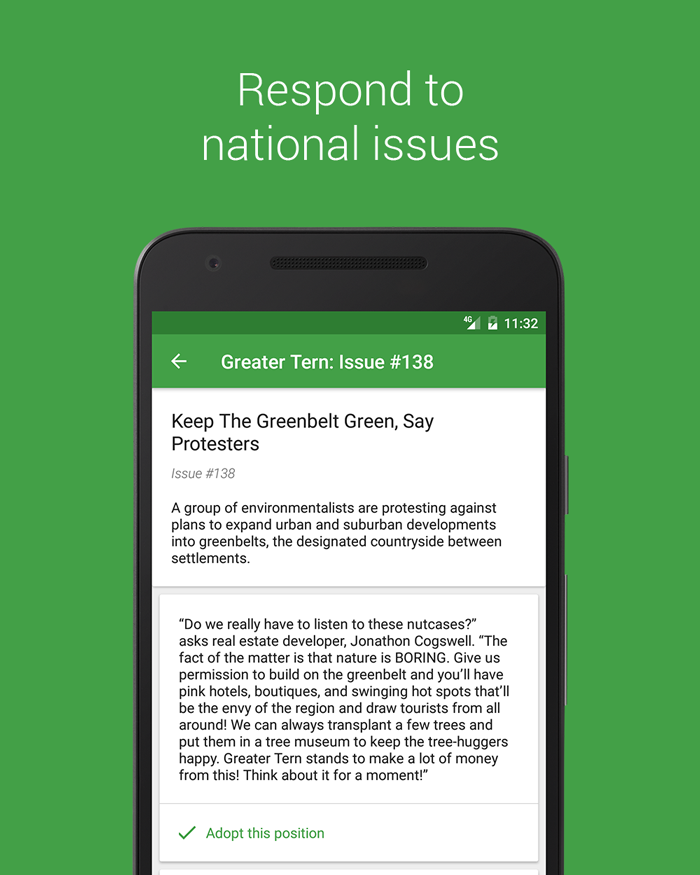 Respond to
national issues
4G 11:32
Greater Tern: Issue #138
Keep The Greenbelt Green, Say
Protesters
Issue #138
A group of environmentalists are protesting against
plans to expand urban and suburban developments
into greenbelts, the designated countryside between
settlements.
“Do we really have to listen to these nutcases?”
asks real estate developer, Jonathon Cogswell. “The
fact of the matter is that nature is BORING. Give us
permission to build on the greenbelt and you’ll have
pink hotels, boutiques, and swinging hot spots that’ll
be the envy of the region and draw tourists from all
around! We can always transplant a few trees and
put them in a tree museum to keep the tree-huggers
happy. Greater Tern stands to make a lot of money
from this! Think about it for a moment!”
Adopt this position